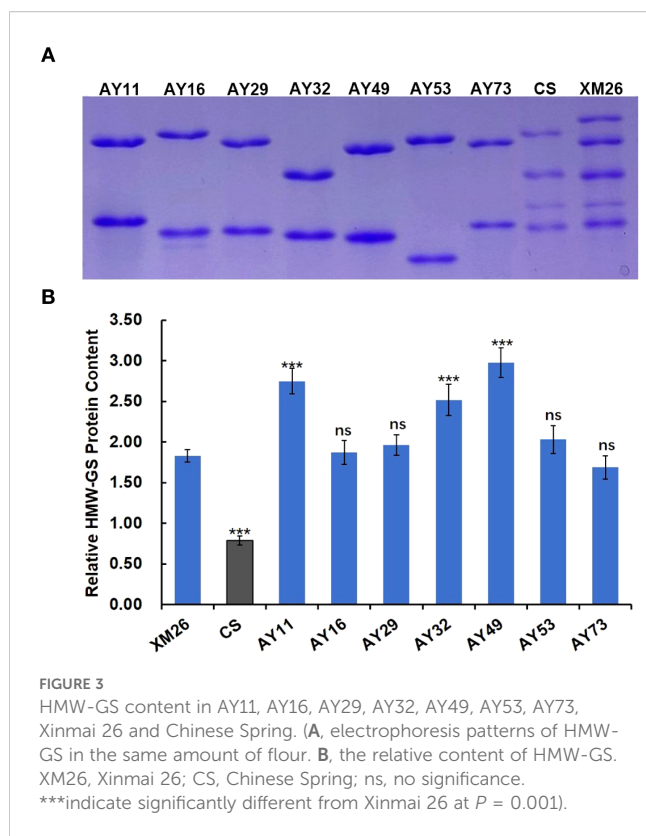 A
AY11 AY16 AY29 AY32 AY49 AY53 AY73 CS XM26
B
Relative HMW-GS Protein Content
3.50
3.00
2.50
2.00
1.50
1.00
0.50
0.00
***
***
ns
ns
***
***
ns
ns
XM26 CS AY11 AY16 AY29 AY32 AY49 AY53 AY73
FIGURE 3
HMW-GS content in AY11, AY16, AY29, AY32, AY49, AY53, AY73,
Xinmai 26 and Chinese Spring. (A, electrophoresis patterns of HMW-
GS in the same amount of flour. B, the relative content of HMW-GS.
XM26, Xinmai 26; CS, Chinese Spring; ns, no significance.
***indicate significantly different from Xinmai 26 at P = 0.001).